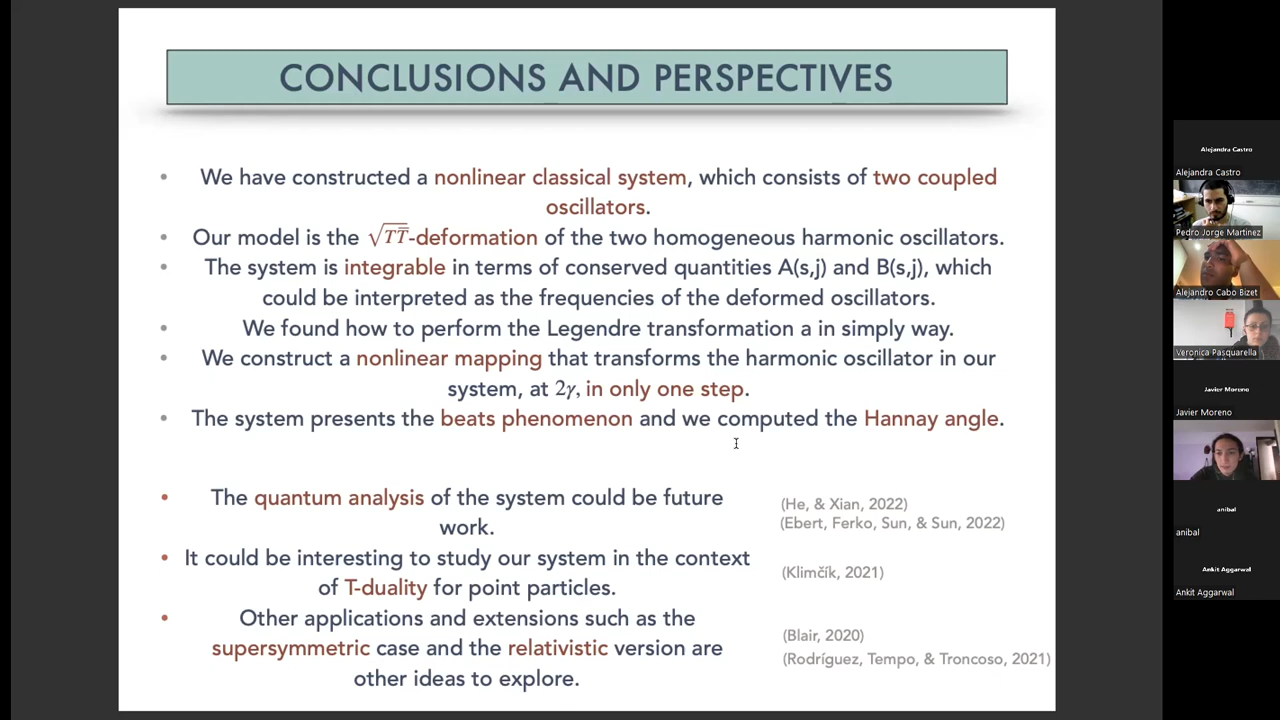 CONCLUSIONS AND PERSPECTIVES
• We have constructed a nonlinear classical system, which consists of two coupled
oscillators.
• Our model is the √TT̅-deformation of the two homogeneous harmonic oscillators.
• The system is integrable in terms of conserved quantities A(s,j) and B(s,j), which
could be interpreted as the frequencies of the deformed oscillators.
• We found how to perform the Legendre transformation a in simply way.
• We construct a nonlinear mapping that transforms the harmonic oscillator in our
system, at 2γ, in only one step.
• The system presents the beats phenomenon and we computed the Hannay angle.
• The quantum analysis of the system could be future
work.
(He, & Xian, 2022)
(Ebert, Ferko, Sun, & Sun, 2022)
• It could be interesting to study our system in the context
of T-duality for point particles.
(Klimčík, 2021)
• Other applications and extensions such as the
supersymmetric case and the relativistic version are
other ideas to explore.
(Blair, 2020)
(Rodríguez, Tempo, & Troncoso, 2021)
Alejandra Castro
Alejandra Castro
Pedro Jorge Martinez
Alejandro Cabo Bizet
Veronica Pasquarella
Javier Moreno
Javier Moreno
anibal
anibal
Ankit Aggarwal
Ankit Aggarwal